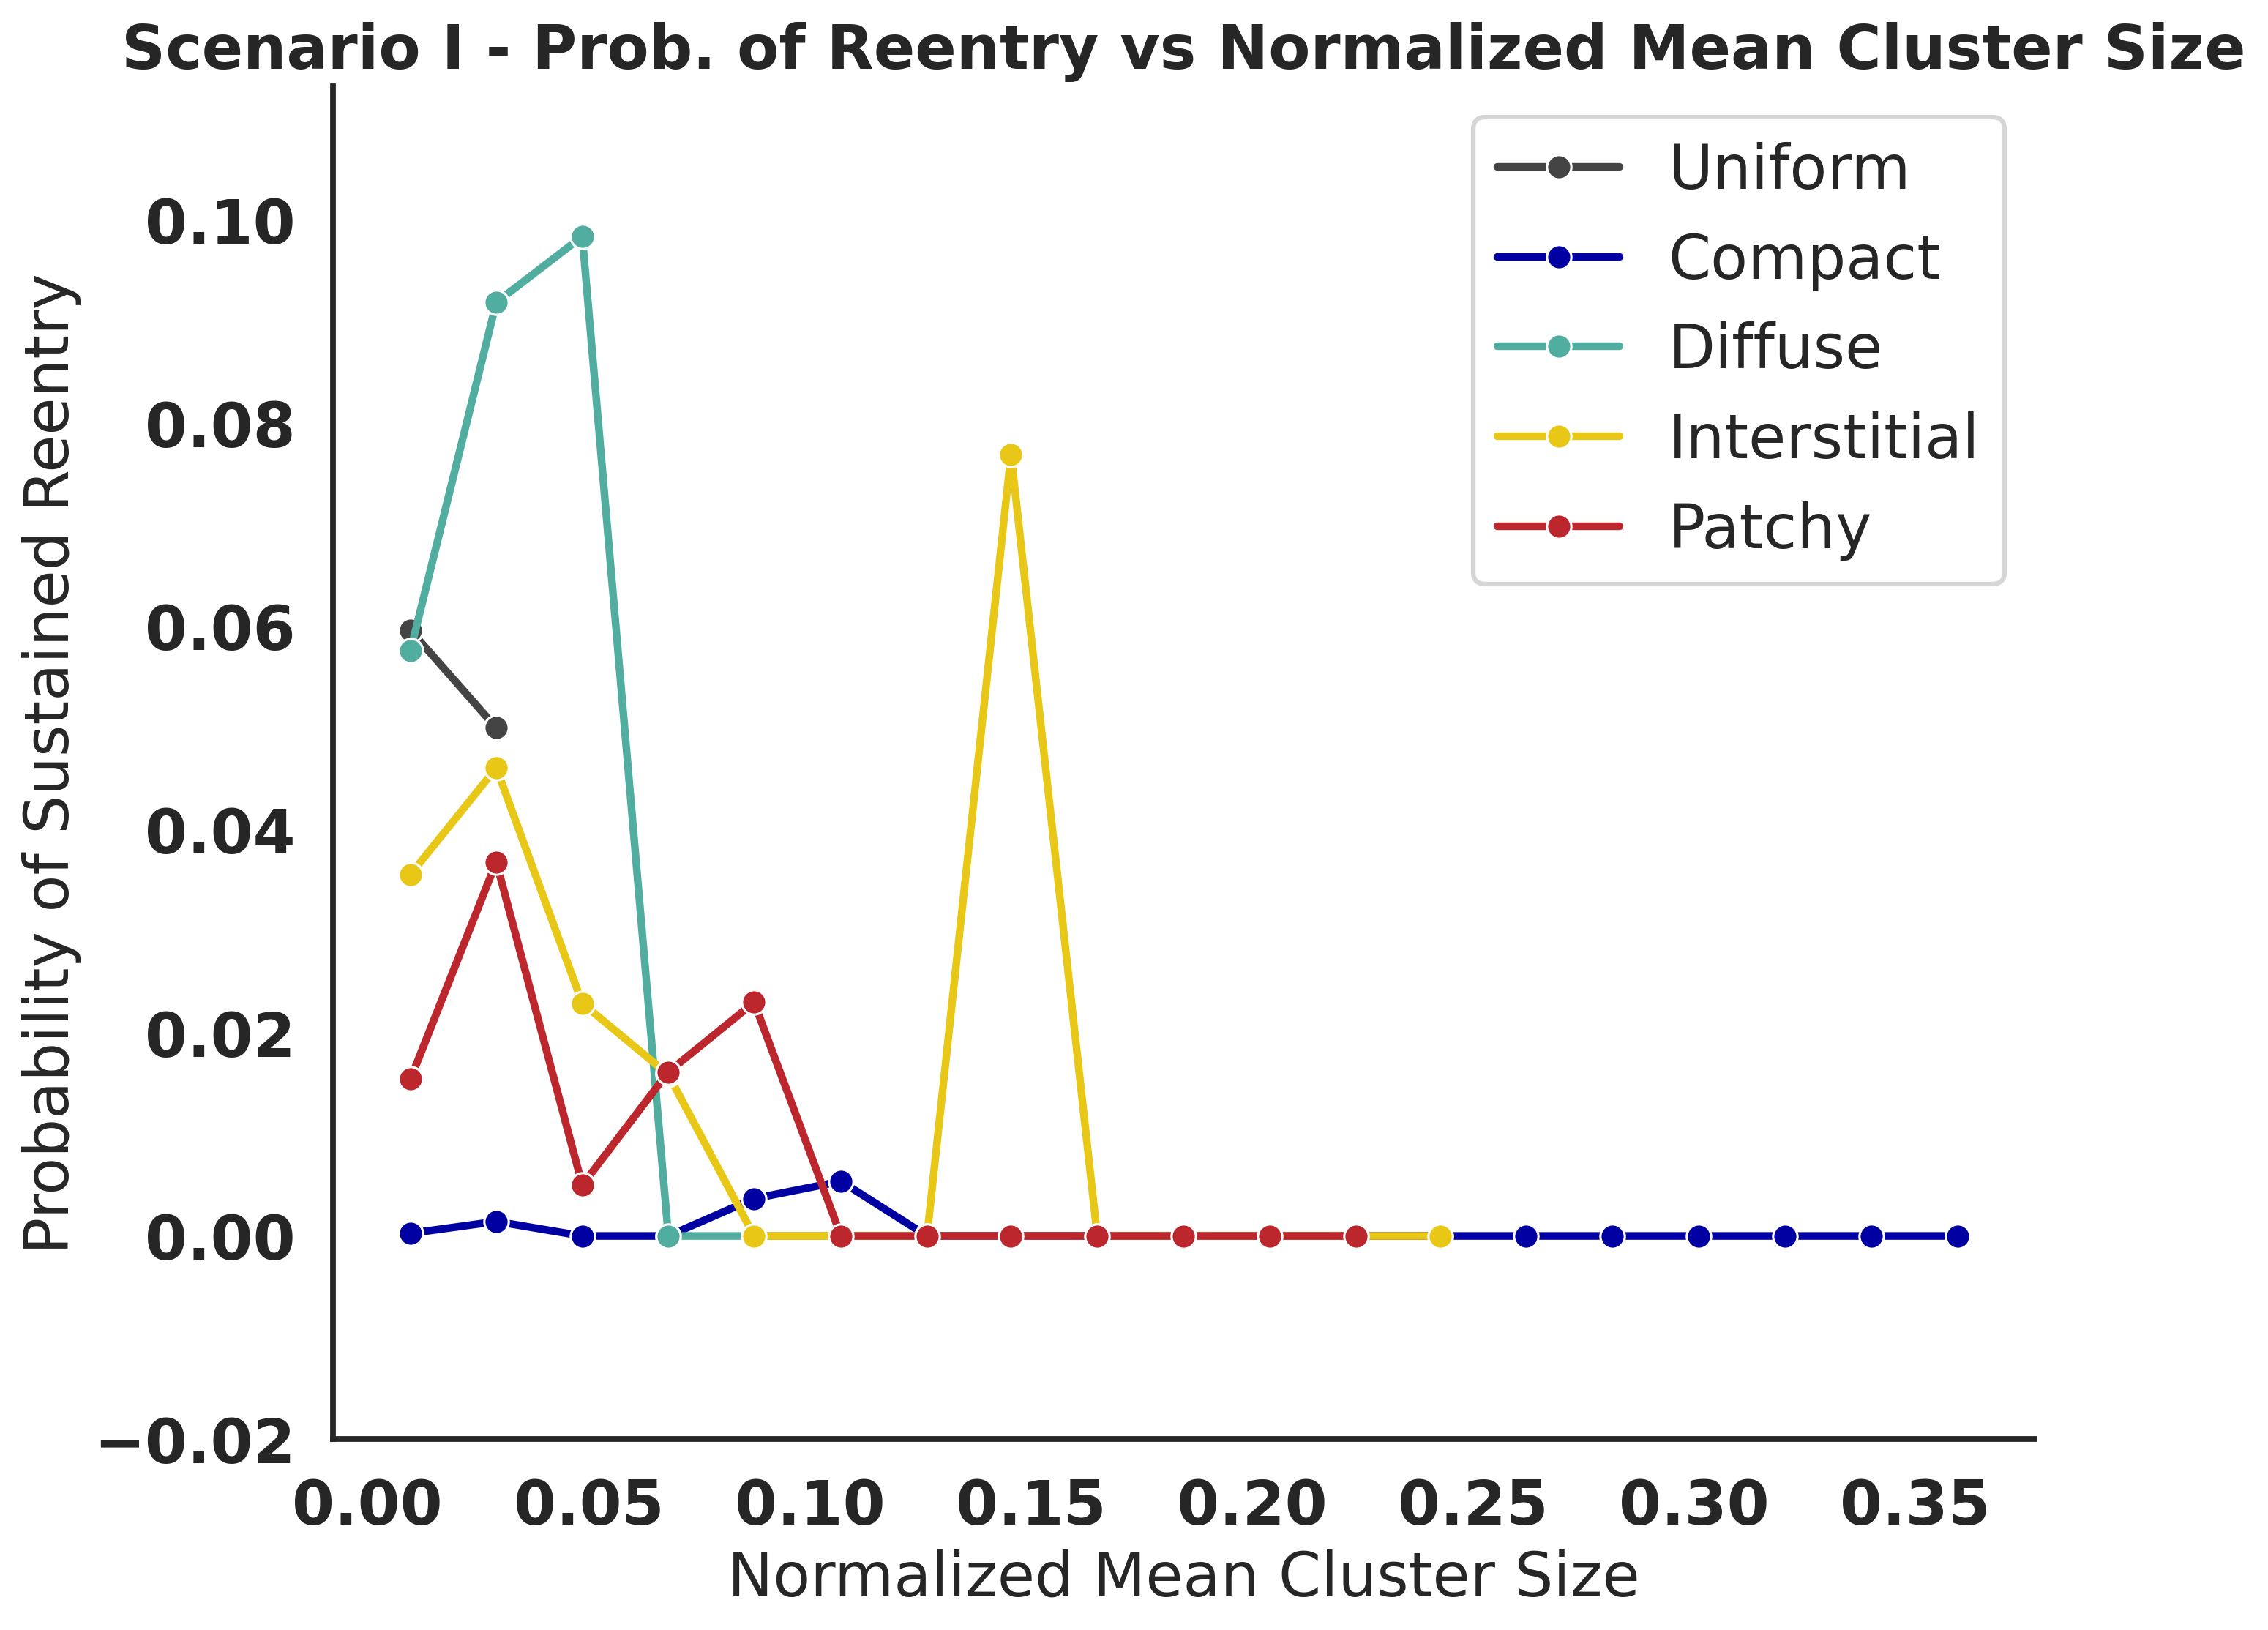 Scenario I - Prob. of Reentry vs Normalized Mean Cluster Size
Probability of Sustained Reentry
0.10
0.08
0.06
0.04
0.02
0.00
−0.02
Uniform
Compact
Diffuse
Interstitial
Patchy
0.00 0.05 0.10 0.15 0.20 0.25 0.30 0.35
Normalized Mean Cluster Size